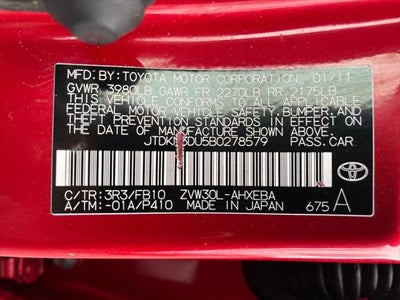 MFD. BY: TOYOTA MOTOR CORPORATION 01/11
GVWR 3980LB GAWR FR 2270LB RR 2175LB
THIS VEHICLE CONFORMS TO ALL APPLICABLE
FEDERAL MOTOR VEHICLE SAFETY, BUMPER, AND
THEFT PREVENTION STANDARDS IN EFFECT ON THE DATE
OF MANUFACTURE SHOWN ABOVE.
PASS.CAR
C/TR: 3R3/FB10 ZVW30L-AHXEBA
A/TM: -01A/P410 MADE IN JAPAN 675 A
TOYOTA